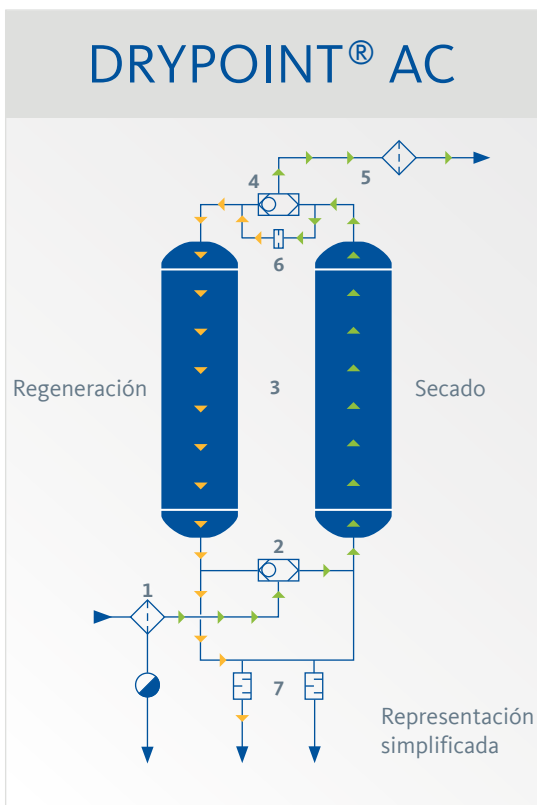 DRYPOINT® AC
4
5
6
Regeneración
3
Secado
2
1
7
Representación
simplificada